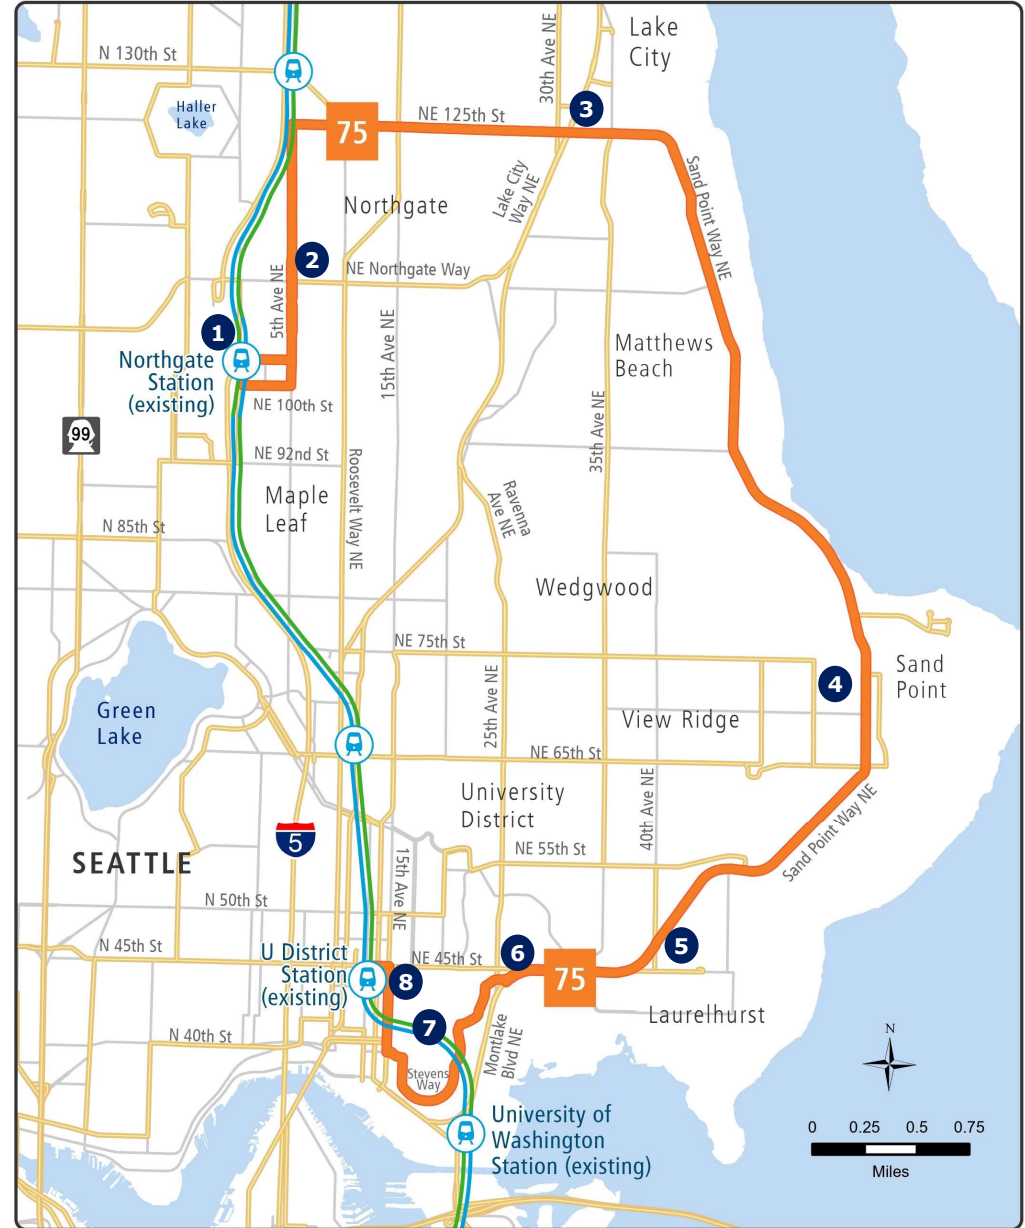 Lake
City
30th Ave NE
N 130th St
3
Haller
Lake
NE 125th St
75
Lake City
Way NE
Sand Point Way NE
Northgate
2
NE Northgate Way
5th Ave NE
1
15th Ave NE
Matthews
Beach
Northgate
Station
(existing)
NE 100th St
35th Ave NE
99
NE 92nd St
Roosevelt Way NE
Maple
Leaf
Ravenna
Ave NE
N 85th St
Wedgwood
NE 75th St
Sand
Point
4
25th Ave NE
Green
Lake
View Ridge
NE 65th St
40th Ave NE
University
District
Sand Point Way NE
5
NE 55th St
SEATTLE
15th Ave NE
N 50th St
N 45th St
U District
Station
(existing)
NE 45th St
6
5
8
75
Laurelhurst
7
Montlake
Blvd NE
N 40th St
Stevens
Way
N
University of
Washington
Station (existing)
0
0.25
0.50
0.75
Miles